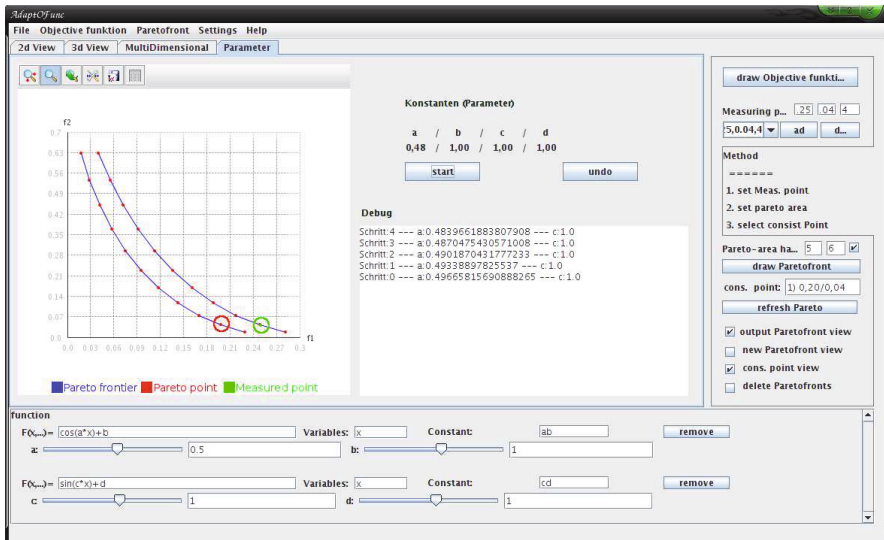 AdaptOFunc
File Objective funktion Paretofront Settings Help
2d View 3d View MultiDimensional Parameter
f2
0.7
0.63
0.56
0.49
0.42
0.35
0.28
0.21
0.14
0.07
0.0
0.0 0.03 0.06 0.09 0.12 0.15 0.18 0.21 0.24 0.27 0.3
f1
Pareto frontier Pareto point Measured point
Konstanten (Parameter)
a / b / c / d
0,48 / 1,00 / 1,00 / 1,00
start undo
Debug
Schritt:4 --- a:0.4839661883807908 --- c:1.0
Schritt:3 --- a:0.4870475430571008 --- c:1.0
Schritt:2 --- a:0.4901870431777233 --- c:1.0
Schritt:1 --- a:0.49338897825537 --- c:1.0
Schritt:0 --- a:0.49665815690888265 --- c:1.0
draw Objective funkti...
Measuring p... .25 .04 4
!5,0.04,4 ad d...
Method
======
1. set Meas. point
2. set pareto area
3. select consist Point
Pareto-area ha... 5 6
draw Paretofront
cons. point: 1) 0,20/0,04
refresh Pareto
output Paretofront view
new Paretofront view
cons. point view
delete Paretofronts
function
F(x,...)= cos(a*x)+b Variables: x Constant: ab remove
a: 0.5 b: 1
F(x,...)= sin(c*x)+d Variables: x Constant: cd remove
c: 1 d: 1